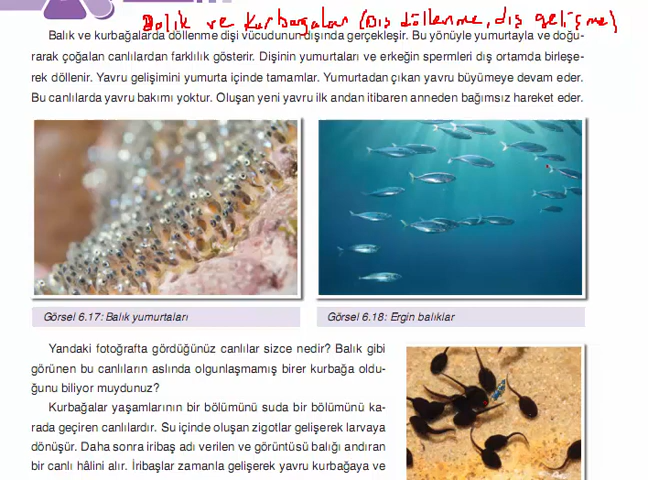 Balık ve Kurbağalar (Dış döllenme, dış gelişme)
Balık ve kurbağalarda döllenme dişi vücudunun dışında gerçekleşir. Bu yönüyle yumurtayla ve doğu-
rarak çoğalan canlılardan farklılık gösterir. Dişinin yumurtaları ve erkeğin spermleri dış ortamda birleşe-
rek döllenir. Yavru gelişimini yumurta içinde tamamlar. Yumurtadan çıkan yavru büyümeye devam eder.
Bu canlılarda yavru bakımı yoktur. Oluşan yeni yavru ilk andan itibaren anneden bağımsız hareket eder.
Görsel 6.17: Balık yumurtaları
Görsel 6.18: Ergin balıklar
Yandaki fotoğrafta gördüğünüz canlılar sizce nedir? Balık gibi
görünen bu canlıların aslında olgunlaşmamış birer kurbağa oldu-
ğunu biliyor muydunuz?
Kurbağalar yaşamlarının bir bölümünü suda bir bölümünü ka-
rada geçiren canlılardır. Su içinde oluşan zigotlar gelişerek larvaya
dönüşür. Daha sonra iribaş adı verilen ve görüntüsü balığı andıran
bir canlı hâlini alır. İribaşlar zamanla gelişerek yavru kurbağaya ve